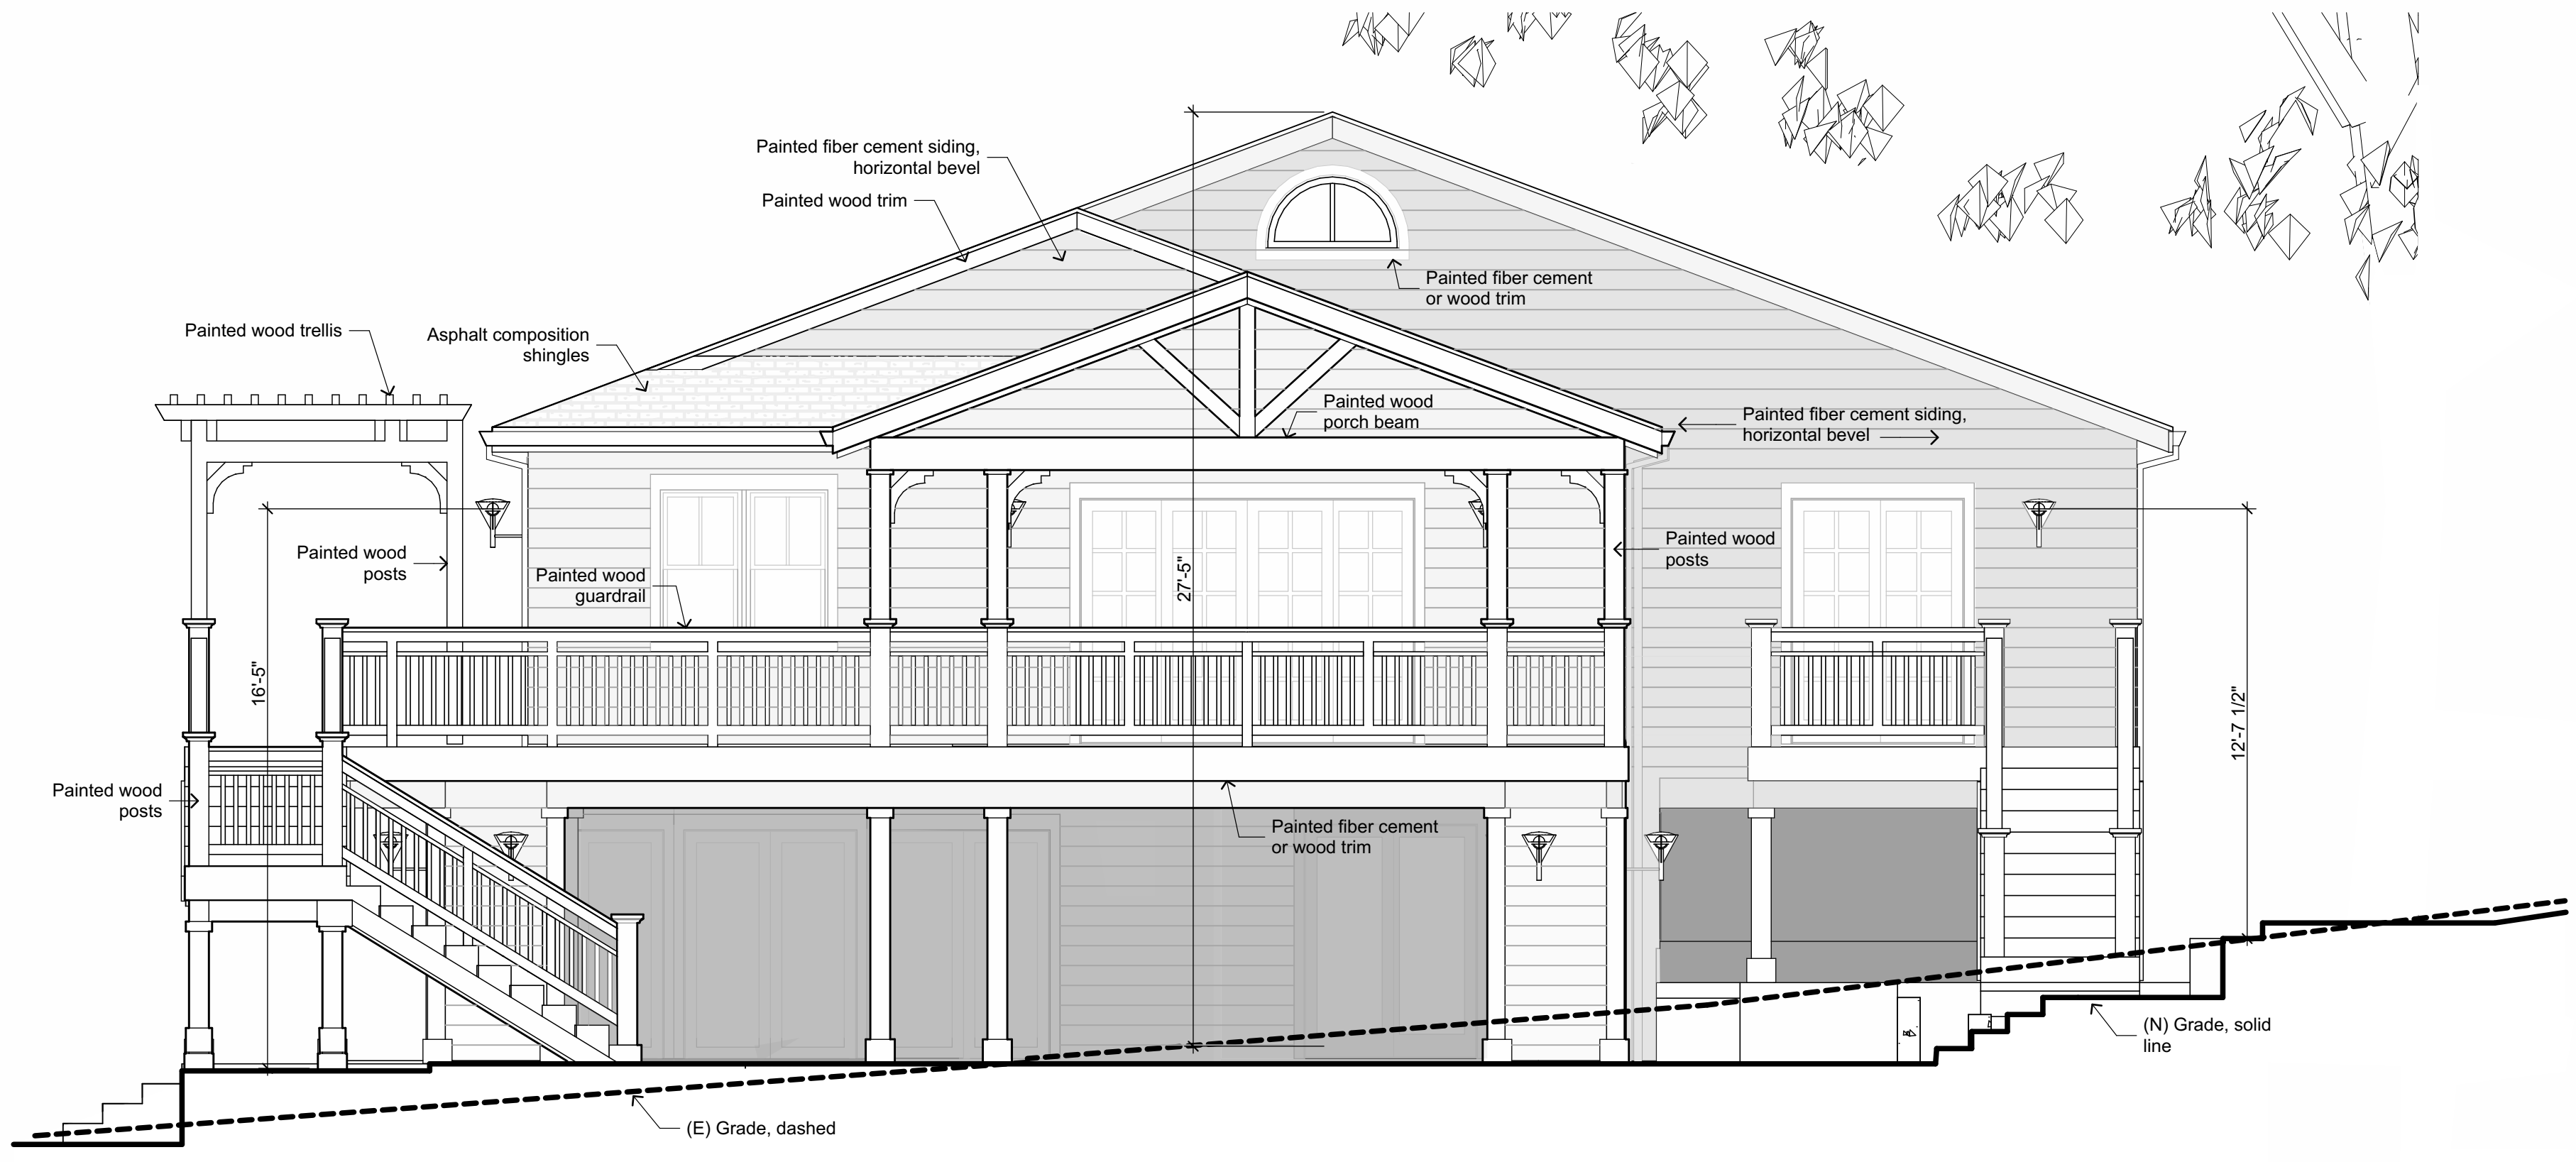 Painted fiber cement siding,
horizontal bevel
Painted wood trim
Painted fiber cement
or wood trim
Painted wood trellis
Asphalt composition
shingles
Painted wood
porch beam
Painted fiber cement siding,
horizontal bevel
Painted wood
posts
Painted wood
guardrail
27'-5"
Painted wood
posts
16'-5"
12'-7 1/2"
Painted wood
posts
Painted fiber cement
or wood trim
(N) Grade, solid
line
(E) Grade, dashed